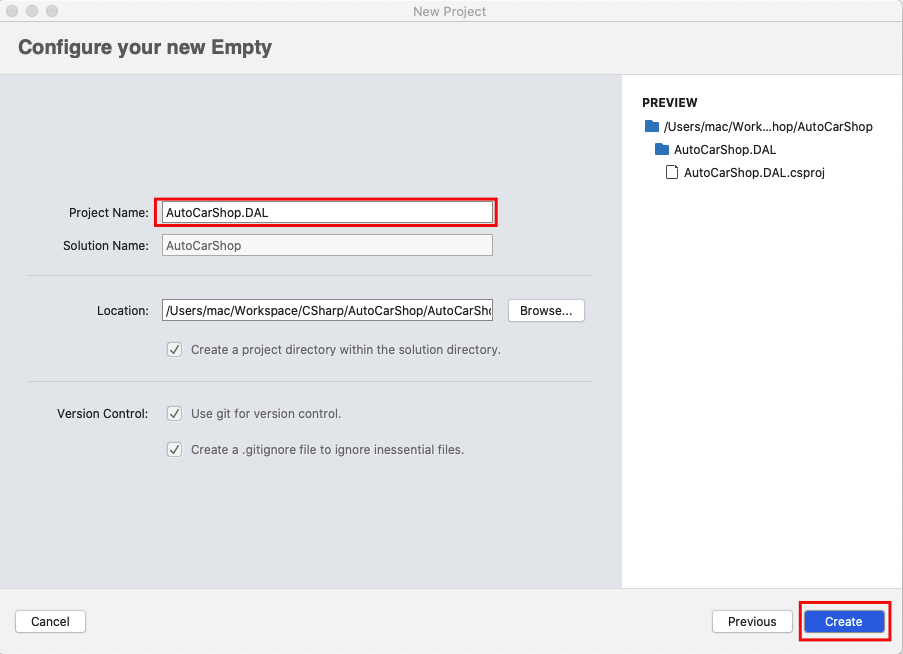 New Project
Configure your new Empty
Project Name: AutoCarShop.DAL
Solution Name: AutoCarShop
Location: /Users/mac/Workspace/CSharp/AutoCarShop/AutoCarSho Browse...
Create a project directory within the solution directory.
Version Control: Use git for version control.
Create a .gitignore file to ignore inessential files.
PREVIEW
/Users/mac/Work...hop/AutoCarShop
AutoCarShop.DAL
AutoCarShop.DAL.csproj
Cancel Previous Create